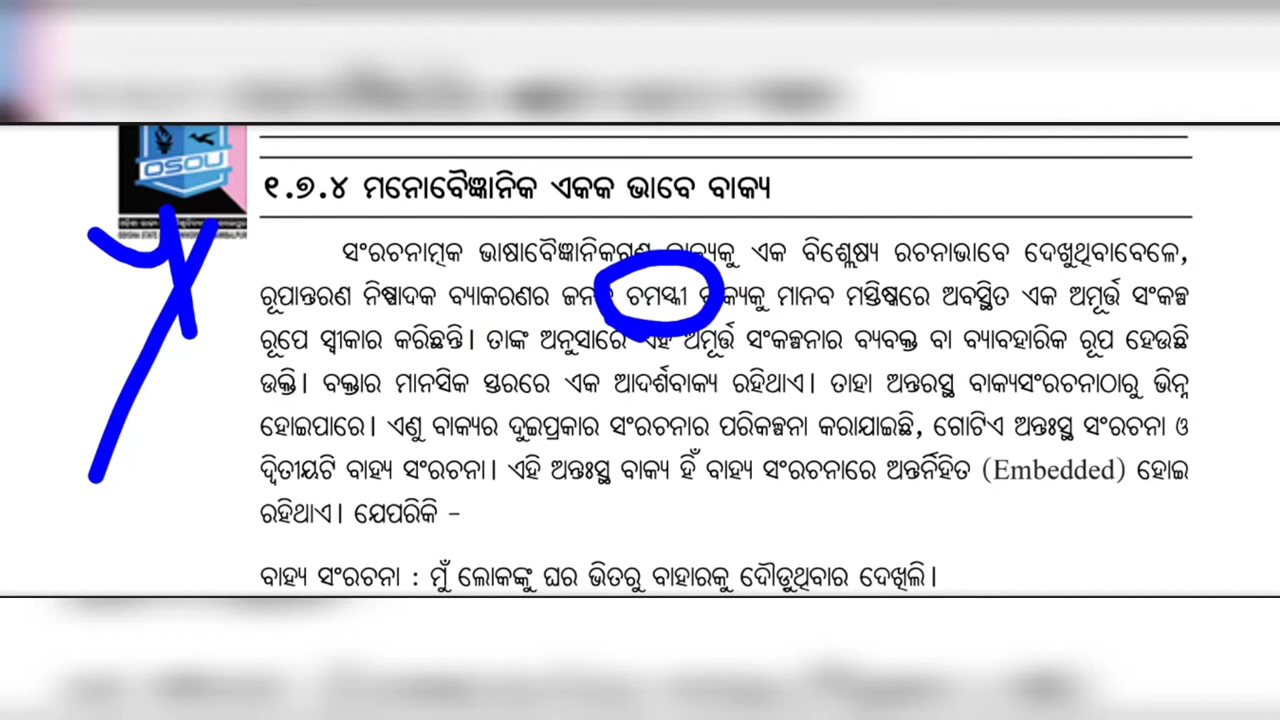 OSOU
୧.୭.୪ ମନୋବୈଜ୍ଞାନିକ ଏକକ ଭାବେ ବାକ୍ୟ
ସଂରଚନାତ୍ମକ ଭାଷାବୈଜ୍ଞାନିକଗଣ ବାକ୍ୟକୁ ଏକ ବିଶ୍ଳେଷ୍ୟ ରଚନାଭାବେ ଦେଖୁଥିବାବେଳେ,
ରୂପାନ୍ତରଣ ନିଷ୍ପାଦକ ବ୍ୟାକରଣର ଜନକ ଚମସ୍କୀ ବାକ୍ୟକୁ ମାନବ ମସ୍ତିଷ୍କରେ ଅବସ୍ଥିତ ଏକ ଅମୂର୍ତ୍ତ ସଂକଳ୍ପ
ରୂପେ ସ୍ୱୀକାର କରିଛନ୍ତି। ତାଙ୍କ ଅନୁସାରେ ଏହି ଅମୂର୍ତ୍ତ ସଂକଳ୍ପନାର ବ୍ୟବକ୍ତ ବା ବ୍ୟାବହାରିକ ରୂପ ହେଉଛି
ଉକ୍ତି। ବକ୍ତାର ମାନସିକ ସ୍ତରରେ ଏକ ଆଦର୍ଶବାକ୍ୟ ରହିଥାଏ। ତାହା ଅନ୍ତରସ୍ଥ ବାକ୍ୟସଂରଚନାଠାରୁ ଭିନ୍ନ
ହୋଇପାରେ। ଏଣୁ ବାକ୍ୟର ଦୁଇପ୍ରକାର ସଂରଚନାର ପରିକଳ୍ପନା କରାଯାଇଛି, ଗୋଟିଏ ଅନ୍ତଃସ୍ଥ ସଂରଚନା ଓ
ଦ୍ୱିତୀୟଟି ବାହ୍ୟ ସଂରଚନା। ଏହି ଅନ୍ତଃସ୍ଥ ବାକ୍ୟ ହିଁ ବାହ୍ୟ ସଂରଚନାରେ ଅନ୍ତର୍ନିହିତ (Embedded) ହୋଇ
ରହିଥାଏ। ଯେପରିକି –
ବାହ୍ୟ ସଂରଚନା : ମୁଁ ଲୋକଙ୍କୁ ଘର ଭିତରୁ ବାହାରକୁ ଦୌଡୁଥିବାର ଦେଖିଲି।